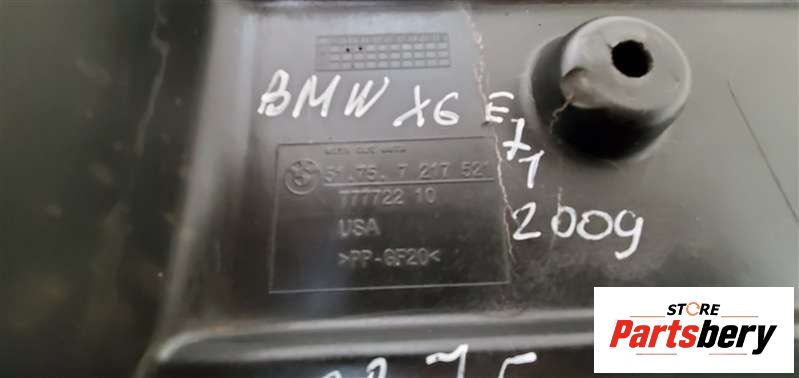 BMW X6 E71
2009
51.75.7 217 521
777722 10
USA
>PP-GF20<
STORE
Partsbery